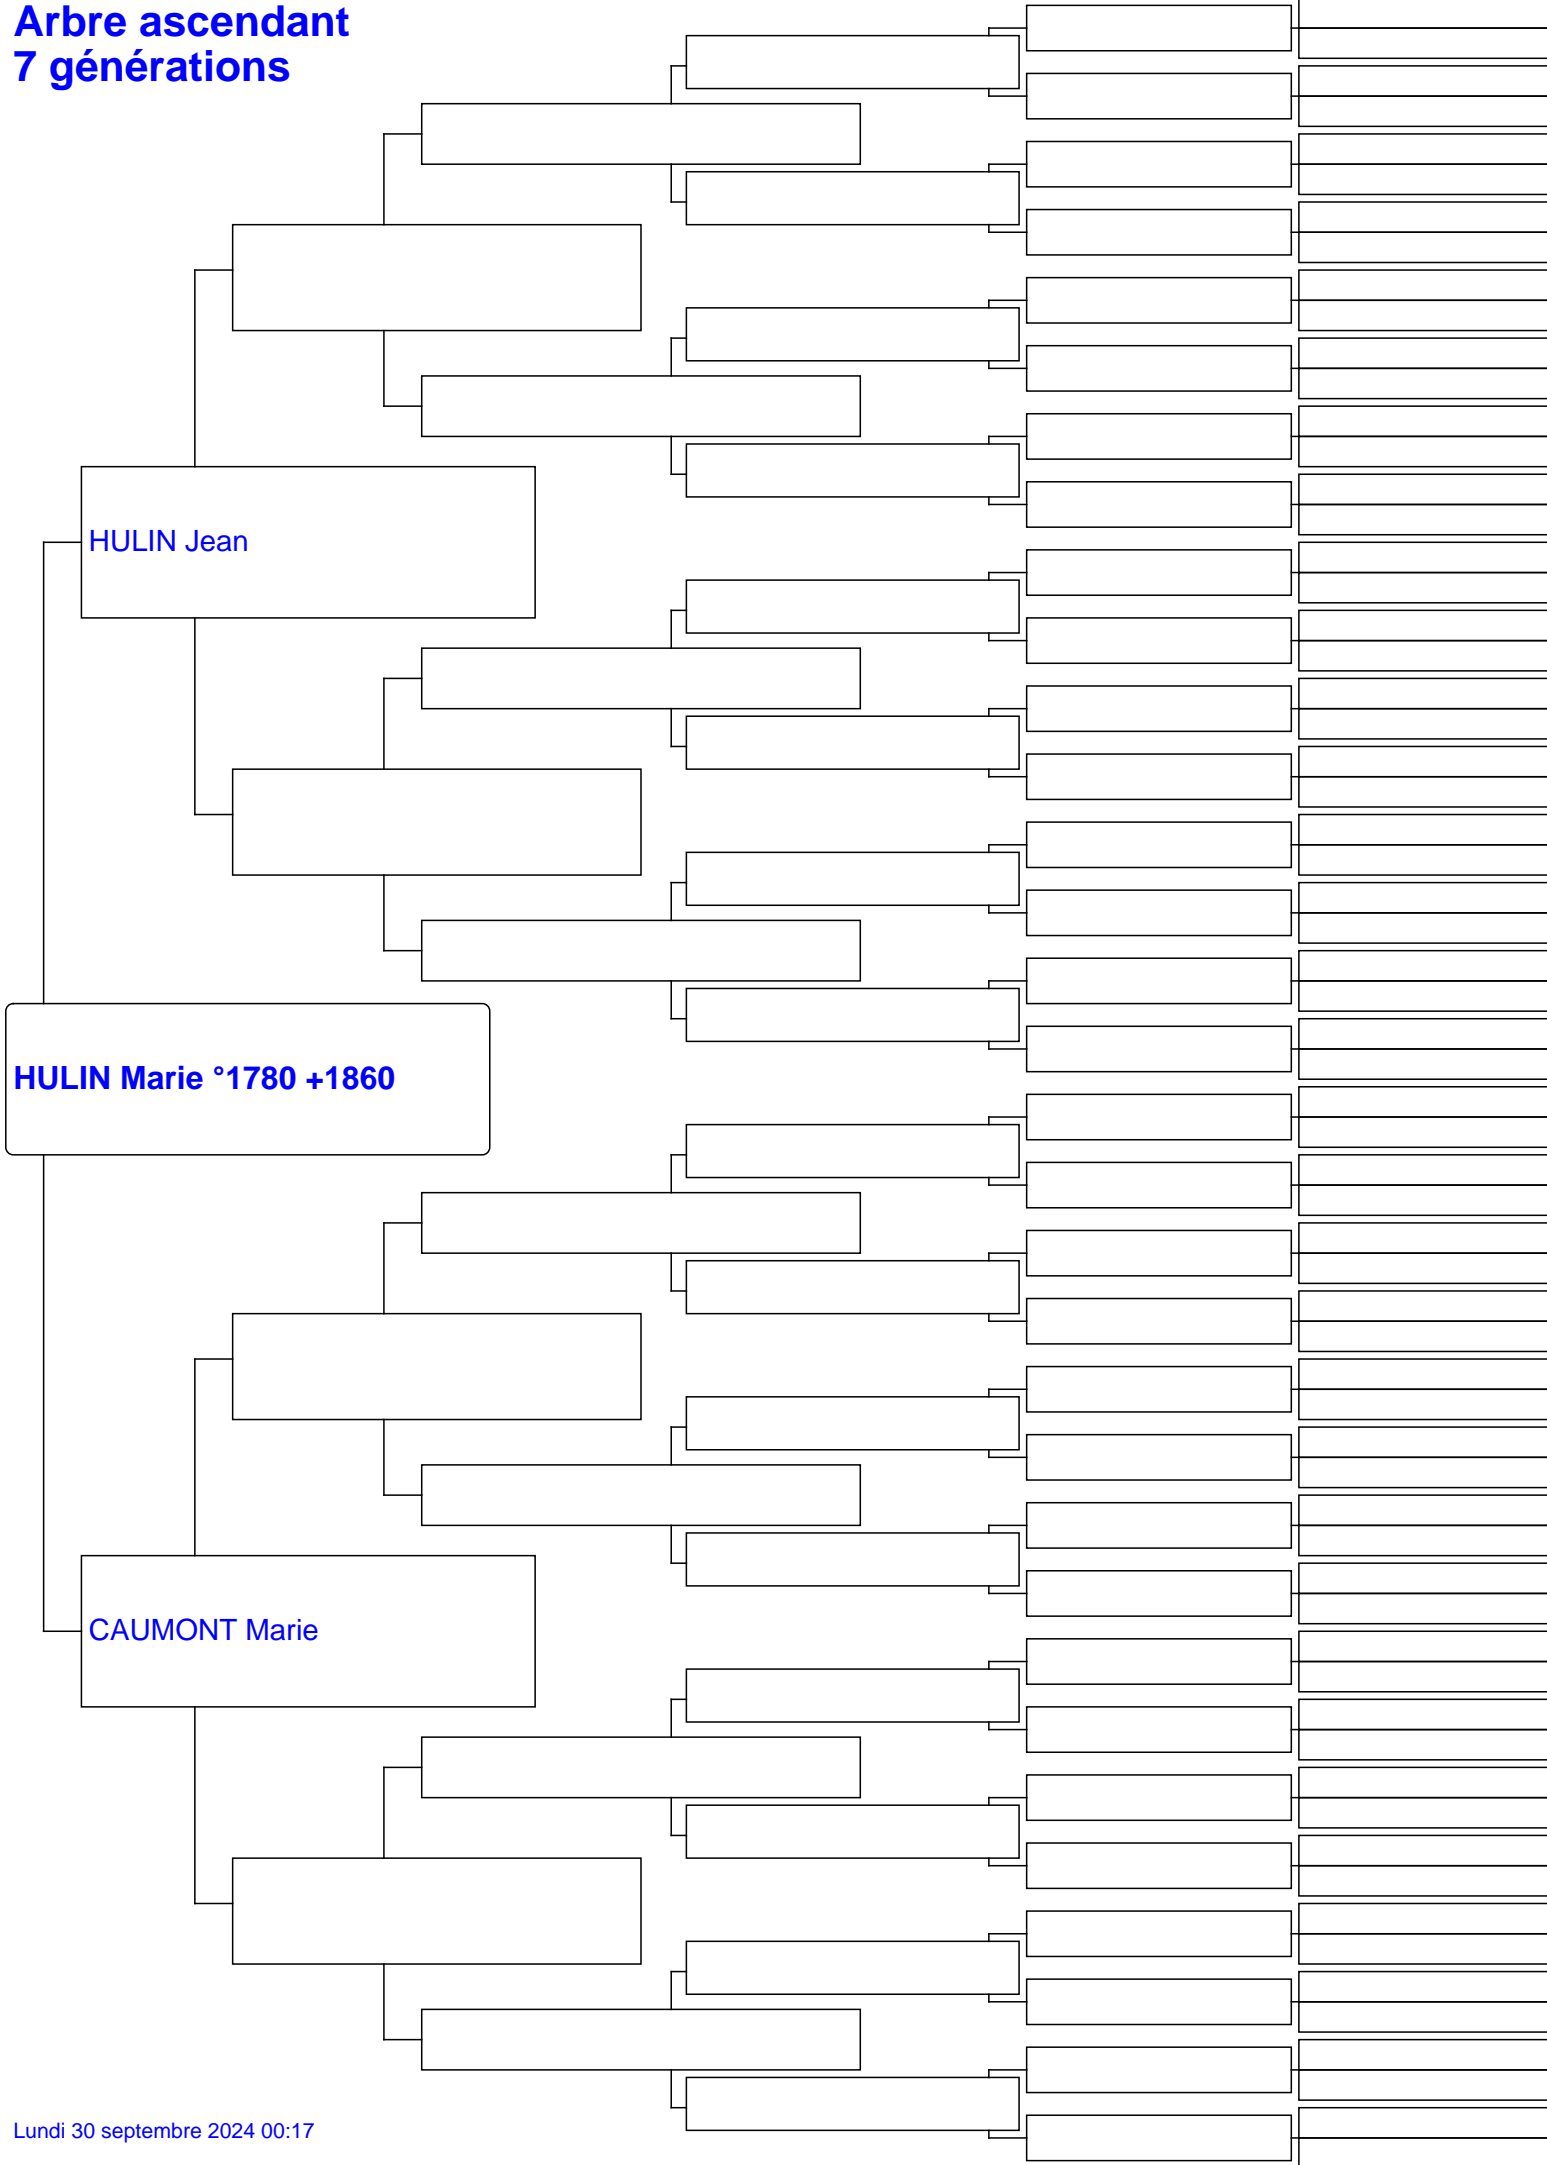 Arbre ascendant
7 générations
HULIN Jean
HULIN Marie °1780 +1860
CAUMONT Marie
Lundi 30 septembre 2024 00:17